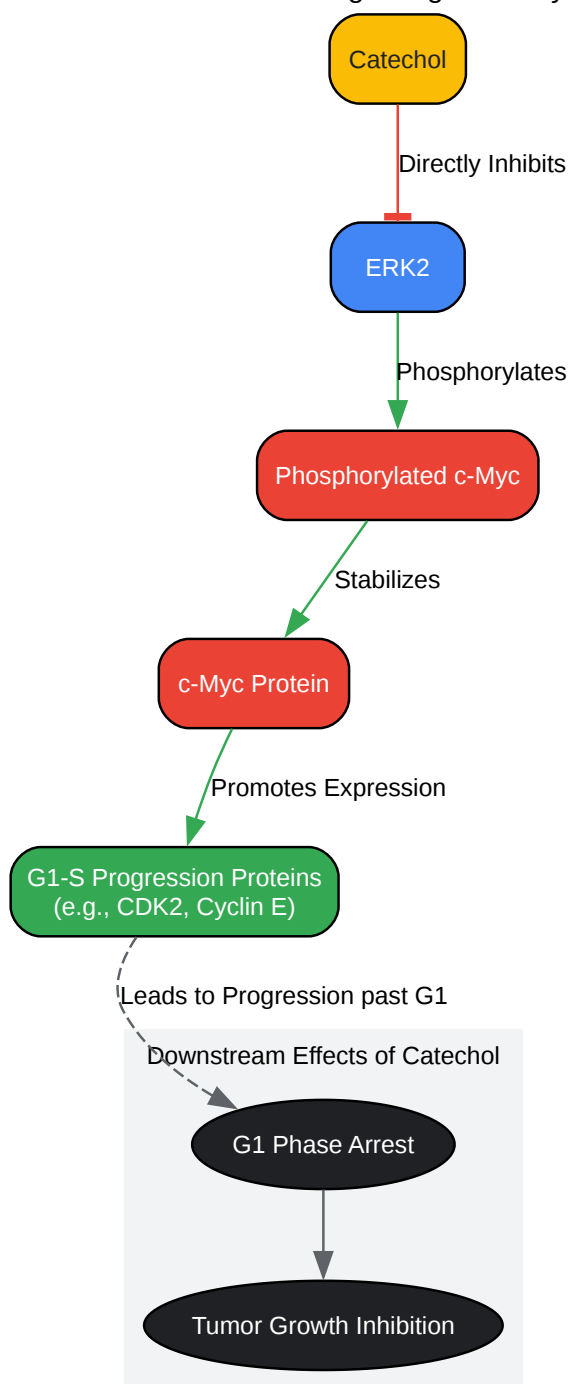 Catechol
Directly Inhibits
ERK2
Phosphorylates
Phosphorylated c-Myc
Stabilizes
c-Myc Protein
Promotes Expression
G1-S Progression Proteins
(e.g., CDK2, Cyclin E)
Leads to Progression past G1
Downstream Effects of Catechol
G1 Phase Arrest
Tumor Growth Inhibition